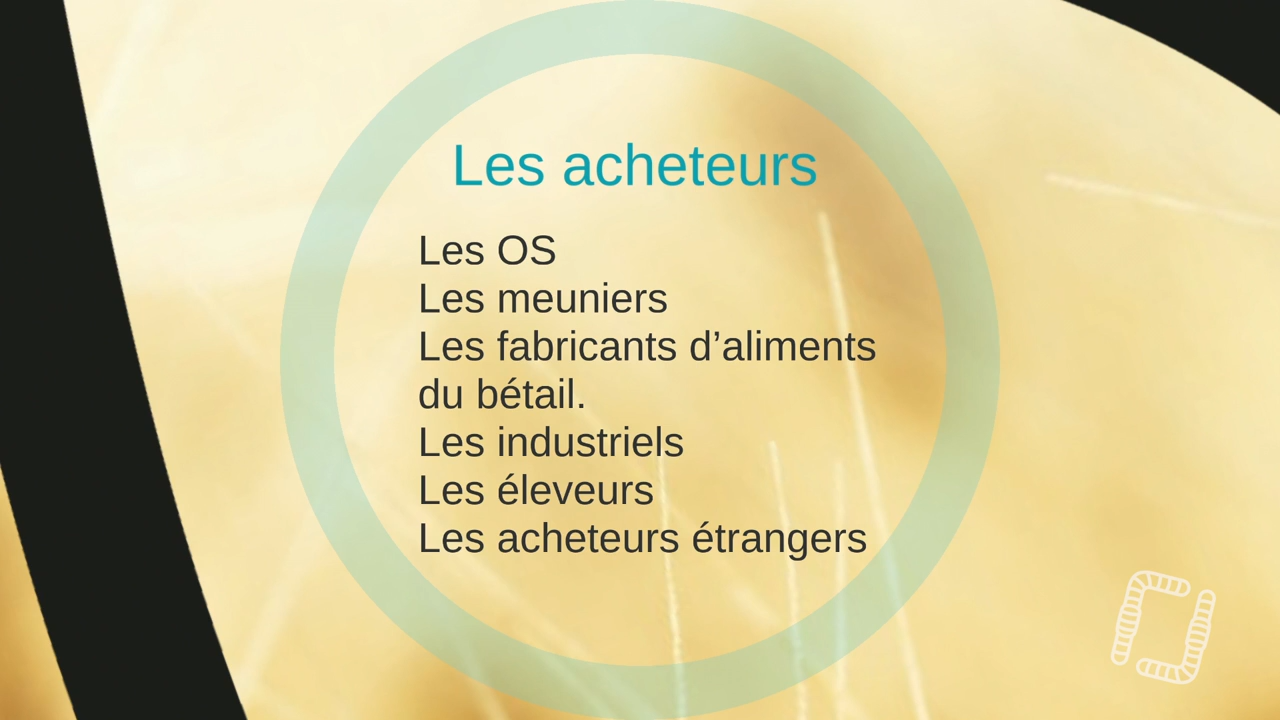 Les acheteurs
Les OS
Les meuniers
Les fabricants d’aliments
du bétail.
Les industriels
Les éleveurs
Les acheteurs étrangers